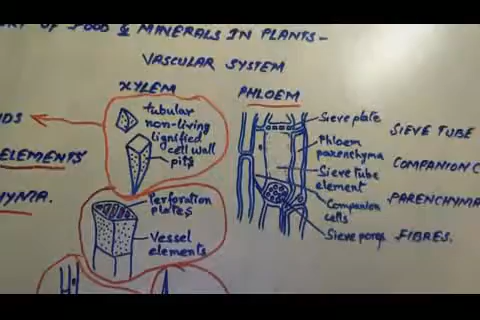 OF FOOD & MINERALS IN PLANTS-
VASCULAR SYSTEM
XYLEM
PHLOEM
tubular
non-living
lignified
cell wall
pits
Perforation
plates
Vessel
elements
ELEMENTS
Sieve plate
Phloem
parenchyma
Sieve tube
element
Companion
cells
Sieve pores
SIEVE TUBE
COMPANION C
PARENCHYMA
FIBRES.